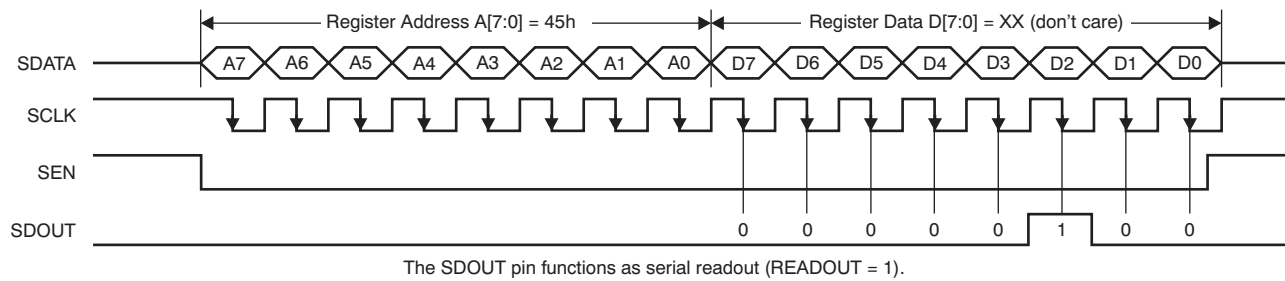 Register Address A[7:0] = 45h Register Data D[7:0] = XX (don’t care)
SDATA A7 A6 A5 A4 A3 A2 A1 A0 D7 D6 D5 D4 D3 D2 D1 D0
SCLK
SEN
SDOUT 0 0 0 0 0 1 0 0
The SDOUT pin functions as serial readout (READOUT = 1).